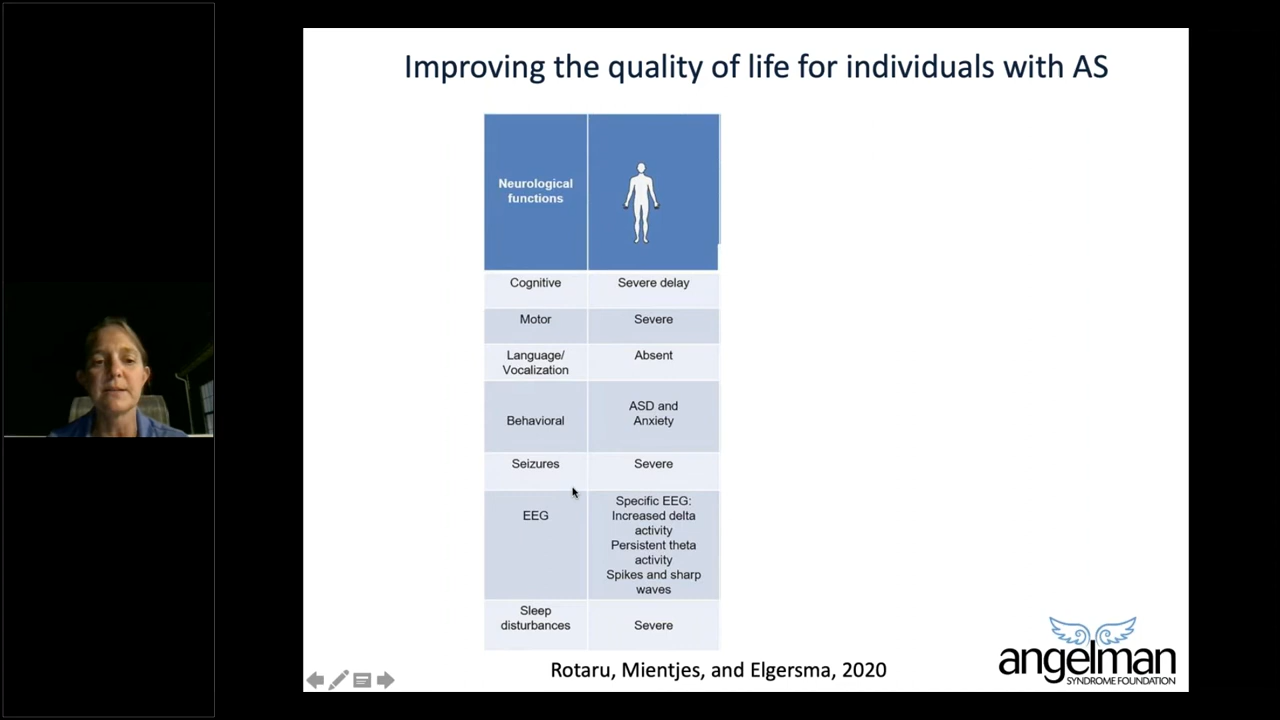 Improving the quality of life for individuals with AS
Neurological
functions
Cognitive
Severe delay
Motor
Severe
Language/
Vocalization
Absent
Behavioral
ASD and
Anxiety
Seizures
Severe
EEG
Specific EEG:
Increased delta
activity
Persistent theta
activity
Spikes and sharp
waves
Sleep
disturbances
Severe
Rotaru, Mientjes, and Elgersma, 2020
angelman
SYNDROME FOUNDATION